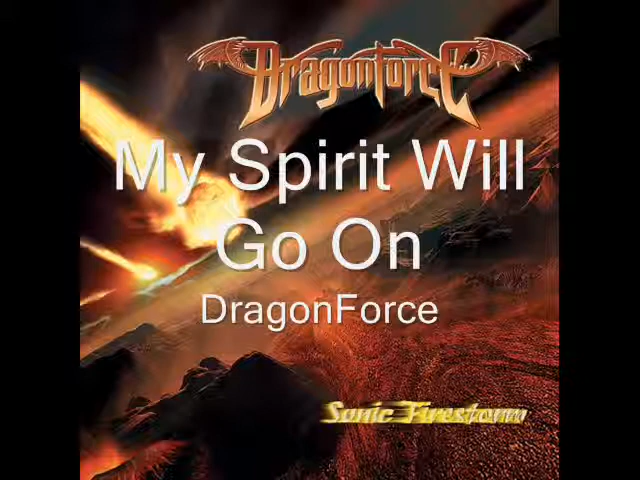 DragonForce
My Spirit Will
Go On
DragonForce
Sonic Firestorm